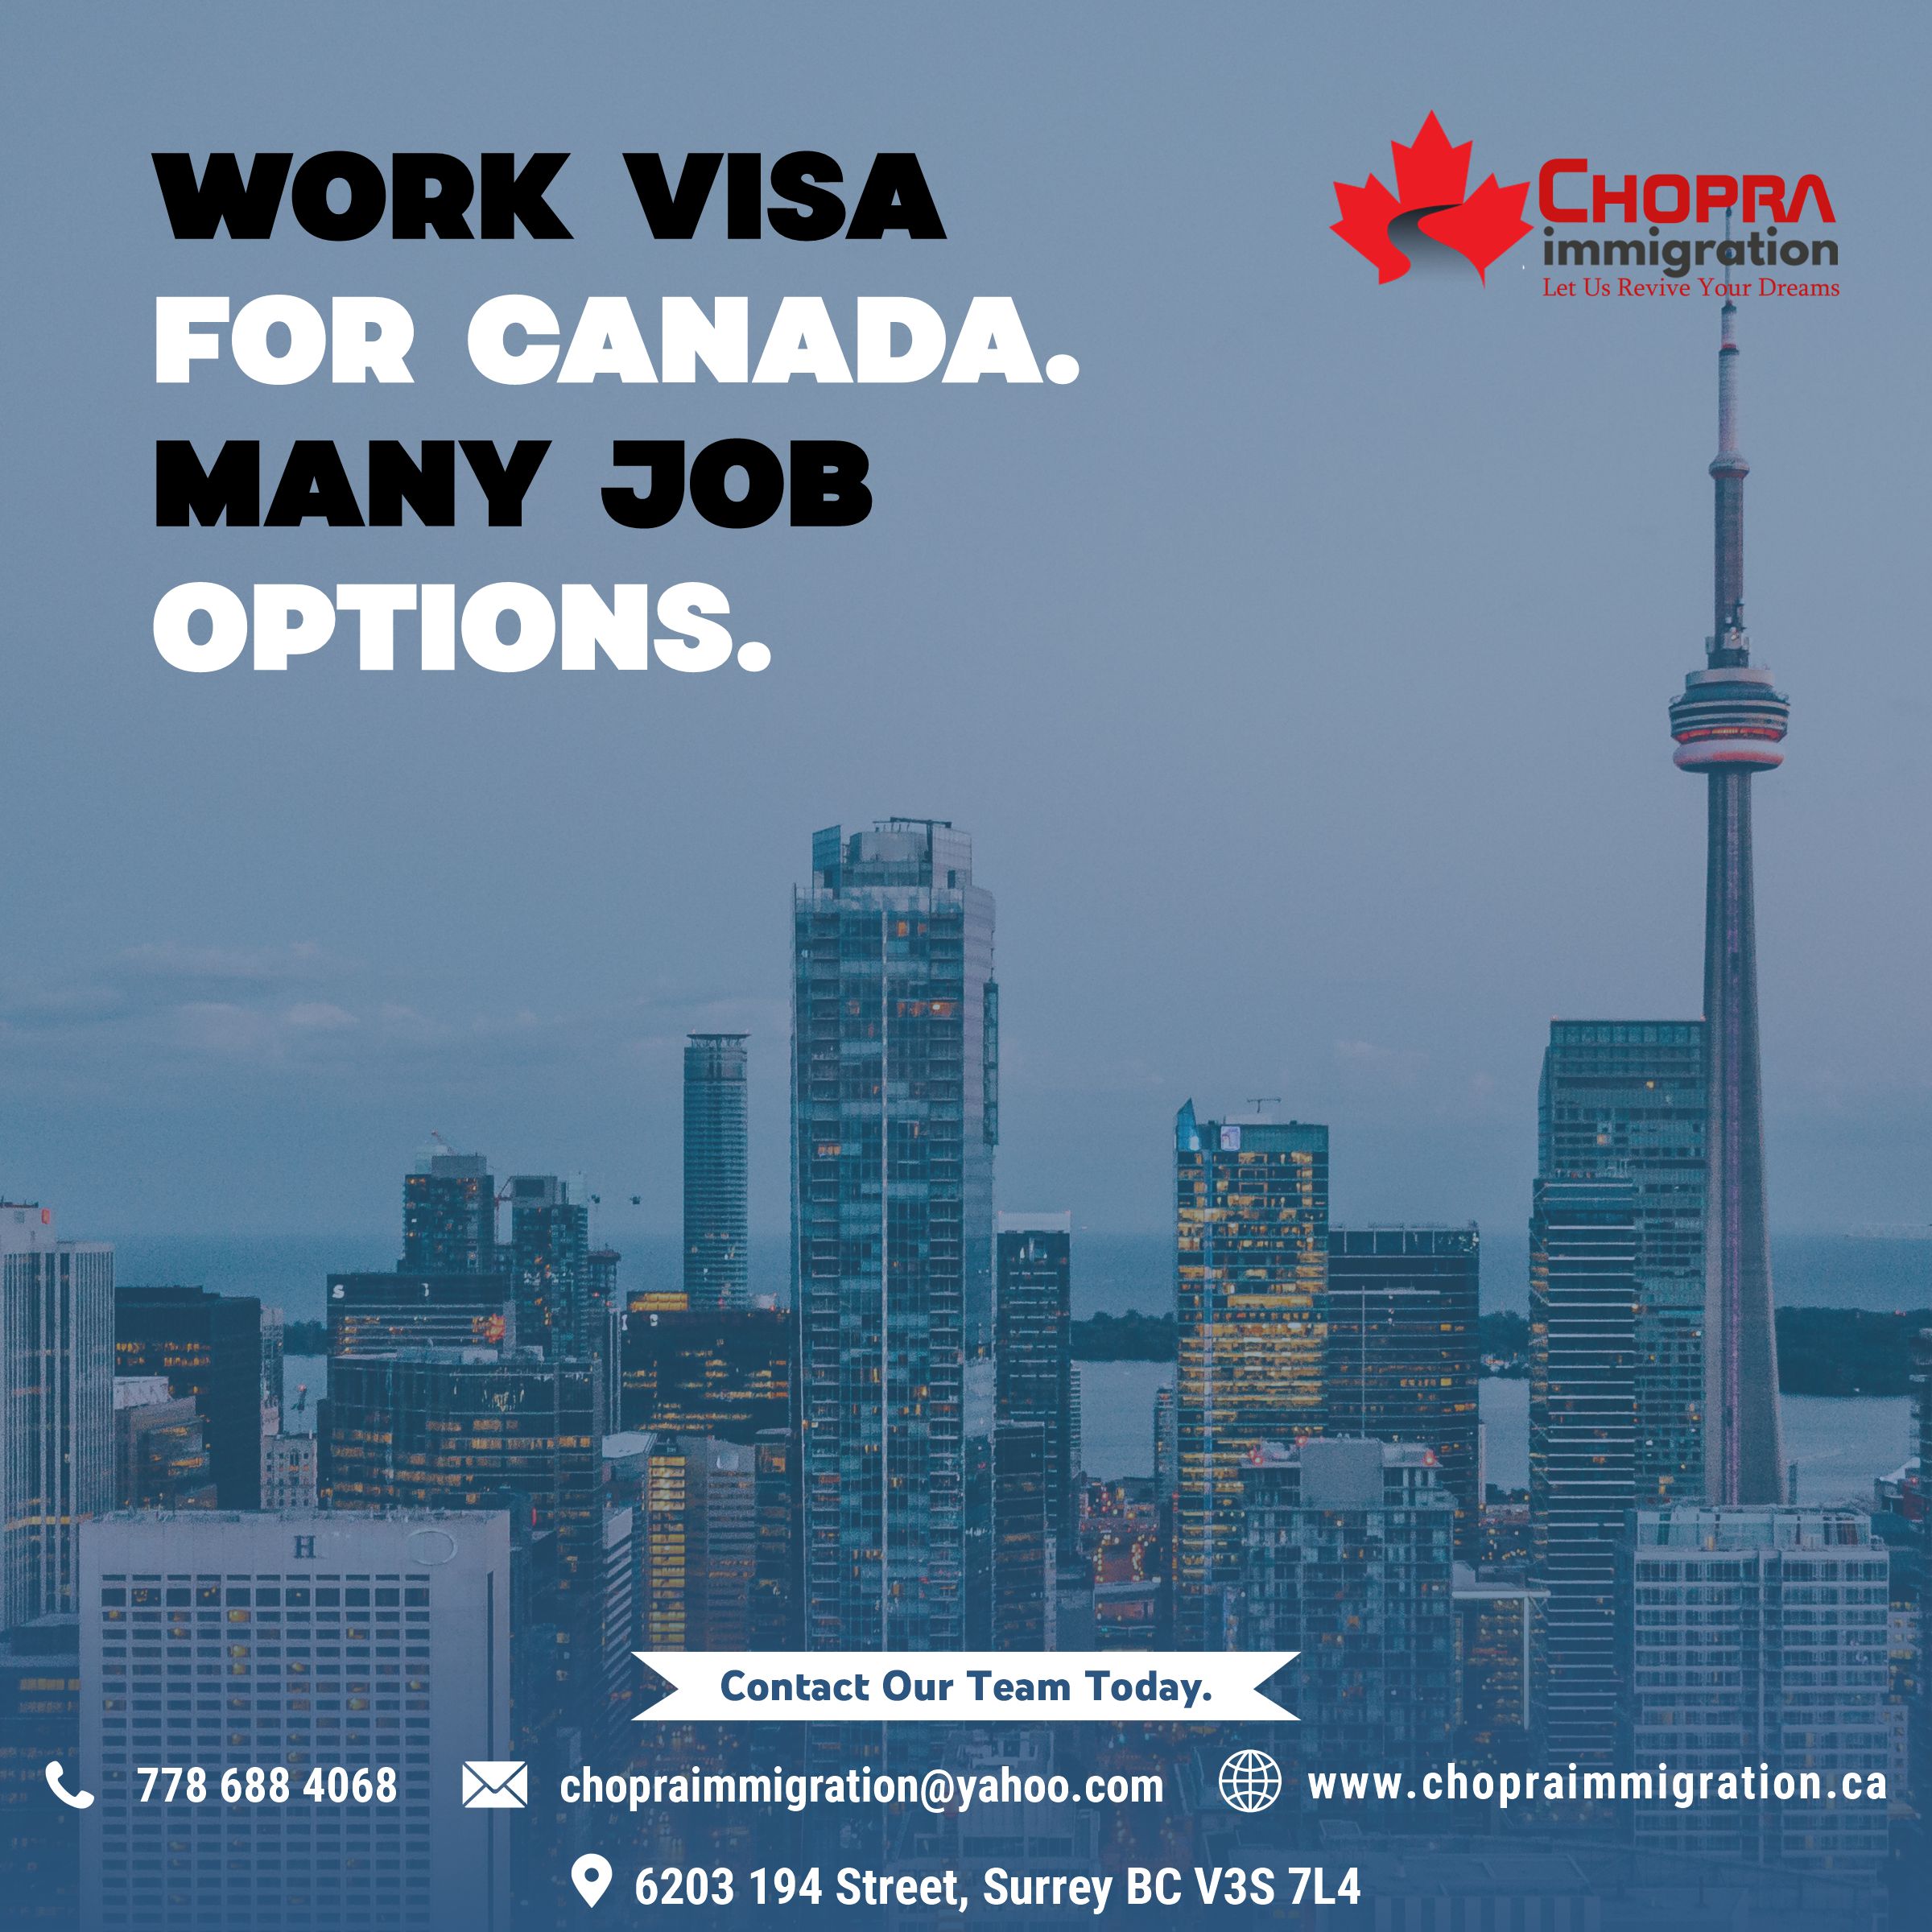 WORK VISA
FOR CANADA.
MANY JOB
OPTIONS.
CHOPRA
immigration
Let Us Revive Your Dreams
H
Contact Our Team Today.
778 688 4068
chopraimmigration@yahoo.com
www.chopraimmigration.ca
6203 194 Street, Surrey BC V3S 7L4